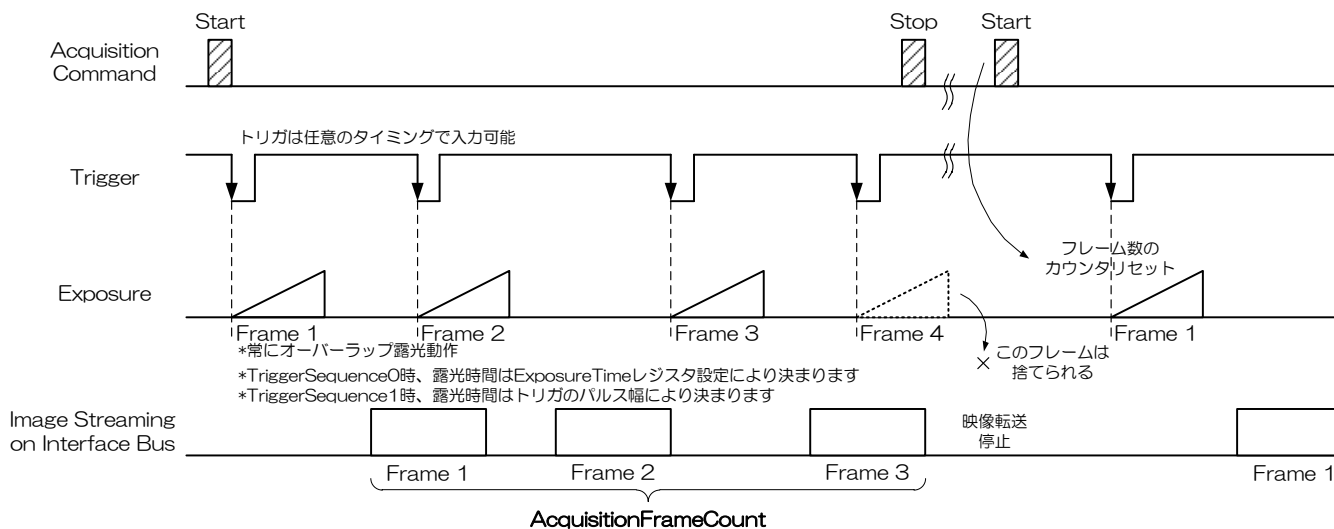 Start
Stop
Start
Acquisition
Command
トリガは任意のタイミングで入力可能
Trigger
フレーム数の
カウンタリセット
Exposure
Frame 1
Frame 2
Frame 3
Frame 4
Frame 1
*常にオーバーラップ露光動作
*TriggerSequence0時、露光時間はExposureTimeレジスタ設定により決まります
*TriggerSequence1時、露光時間はトリガのパルス幅により決まります
× このフレームは
捨てられる
Image Streaming
on Interface Bus
映像転送
停止
Frame 1
Frame 2
Frame 3
Frame 1
AcquisitionFrameCount